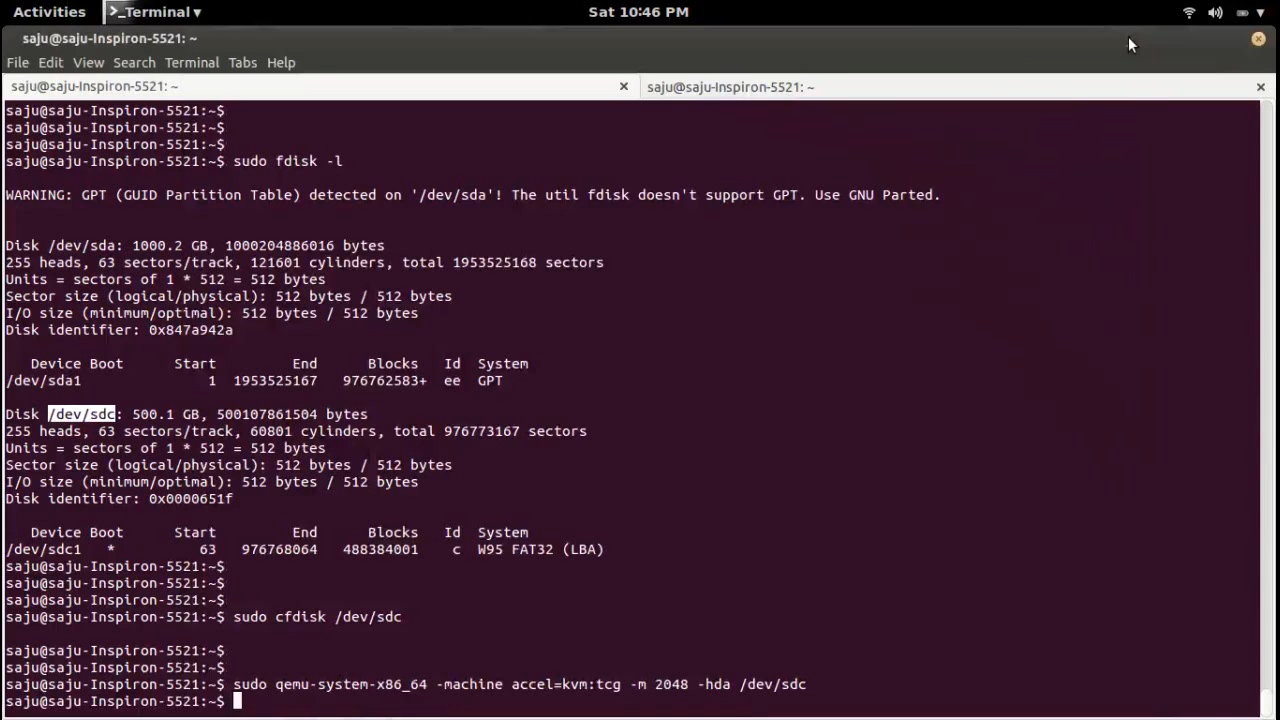 Activities
>_Terminal ▾
Sat 10:46 PM
saju@saju-Inspiron-5521: ~
File Edit View Search Terminal Tabs Help
saju@saju-Inspiron-5521: ~ × saju@saju-Inspiron-5521: ~ ×
saju@saju-Inspiron-5521:~$
saju@saju-Inspiron-5521:~$
saju@saju-Inspiron-5521:~$
saju@saju-Inspiron-5521:~$ sudo fdisk -l
WARNING: GPT (GUID Partition Table) detected on '/dev/sda'! The util fdisk doesn't support GPT. Use GNU Parted.
Disk /dev/sda: 1000.2 GB, 1000204886016 bytes
255 heads, 63 sectors/track, 121601 cylinders, total 1953525168 sectors
Units = sectors of 1 * 512 = 512 bytes
Sector size (logical/physical): 512 bytes / 512 bytes
I/O size (minimum/optimal): 512 bytes / 512 bytes
Disk identifier: 0x847a942a
Device Boot Start End Blocks Id System
/dev/sda1 1 1953525167 976762583+ ee GPT
Disk /dev/sdc: 500.1 GB, 500107861504 bytes
255 heads, 63 sectors/track, 60801 cylinders, total 976773167 sectors
Units = sectors of 1 * 512 = 512 bytes
Sector size (logical/physical): 512 bytes / 512 bytes
I/O size (minimum/optimal): 512 bytes / 512 bytes
Disk identifier: 0x0000651f
Device Boot Start End Blocks Id System
/dev/sdc1 * 63 976768064 488384001 c W95 FAT32 (LBA)
saju@saju-Inspiron-5521:~$
saju@saju-Inspiron-5521:~$
saju@saju-Inspiron-5521:~$
saju@saju-Inspiron-5521:~$ sudo cfdisk /dev/sdc
saju@saju-Inspiron-5521:~$
saju@saju-Inspiron-5521:~$
saju@saju-Inspiron-5521:~$ sudo qemu-system-x86_64 -machine accel=kvm:tcg -m 2048 -hda /dev/sdc
saju@saju-Inspiron-5521:~$